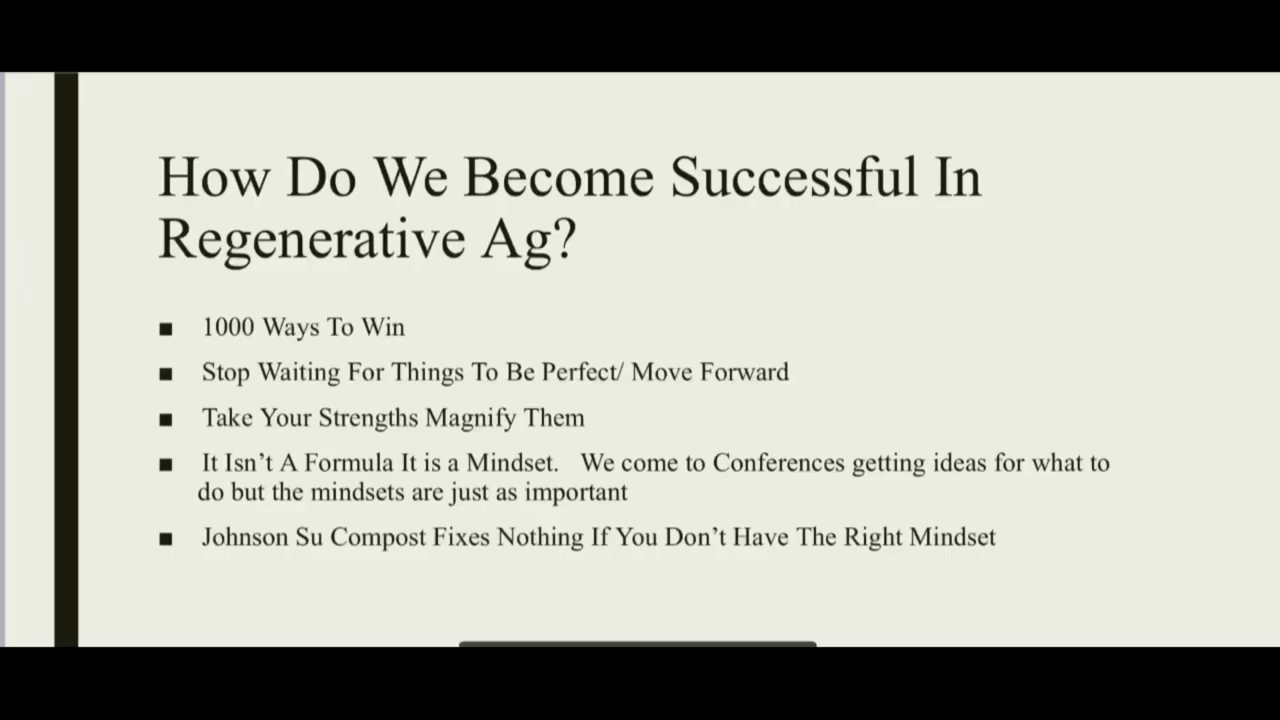 How Do We Become Successful In
Regenerative Ag?
■ 1000 Ways To Win
■ Stop Waiting For Things To Be Perfect/ Move Forward
■ Take Your Strengths Magnify Them
■ It Isn’t A Formula It is a Mindset.   We come to Conferences getting ideas for what to
do but the mindsets are just as important
■ Johnson Su Compost Fixes Nothing If You Don’t Have The Right Mindset